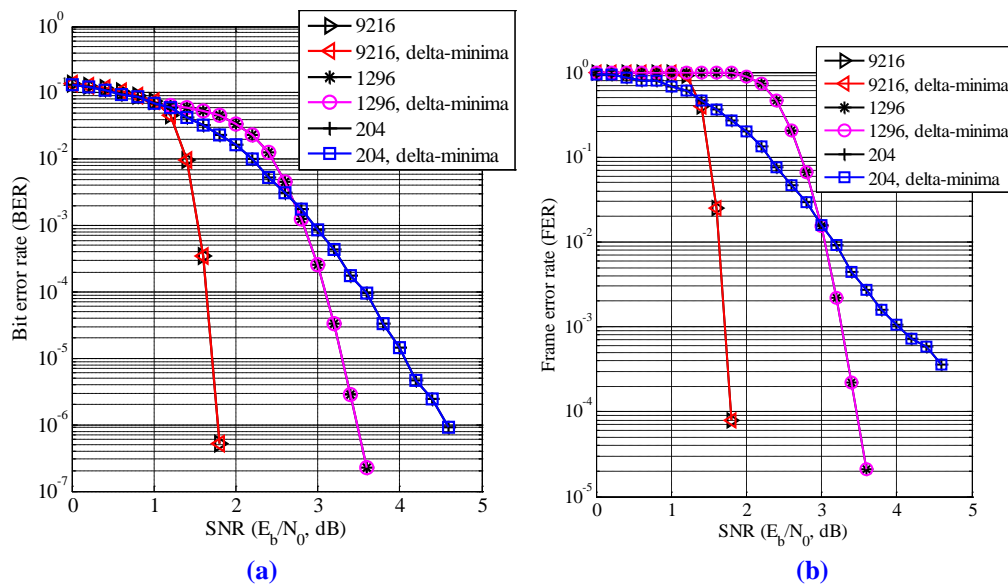 10^0
10^-1
10^-2
10^-3
10^-4
10^-5
10^-6
10^-7
Bit error rate (BER)
0 1 2 3 4 5
SNR (E_b/N_0, dB)
9216
9216, delta-minima
1296
1296, delta-minima
204
204, delta-minima
(a)
10^0
10^-1
10^-2
10^-3
10^-4
10^-5
Frame error rate (FER)
0 1 2 3 4 5
SNR (E_b/N_0, dB)
9216
9216, delta-minima
1296
1296, delta-minima
204
204, delta-minima
(b)